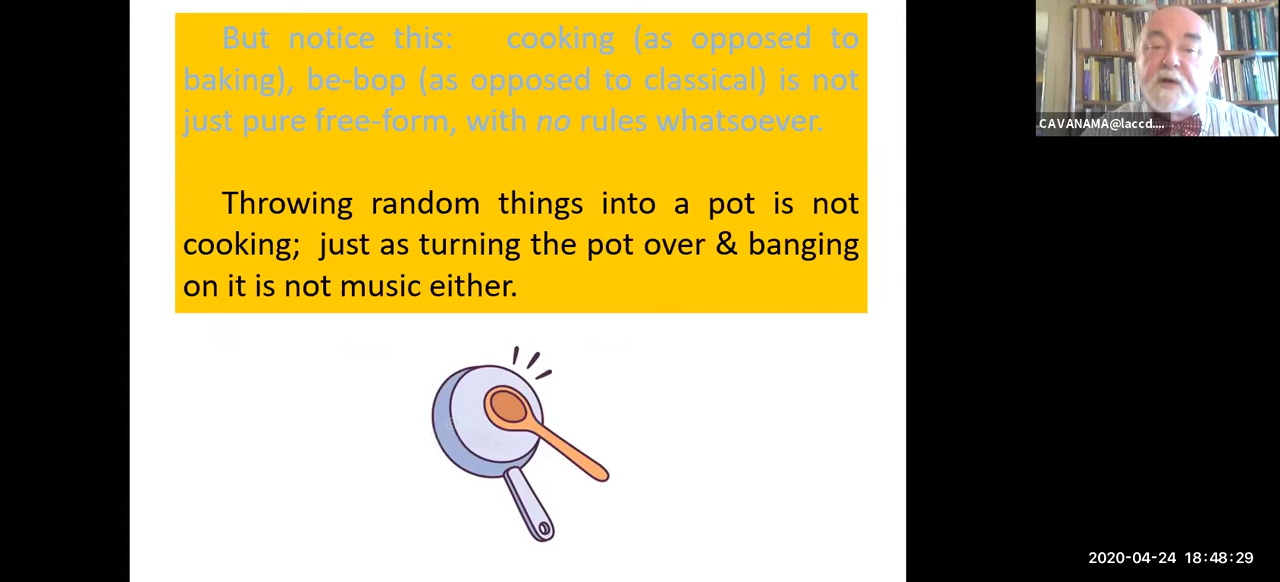 But notice this: cooking (as opposed to
baking), be-bop (as opposed to classical) is not
just pure free-form, with no rules whatsoever.
Throwing random things into a pot is not
cooking; just as turning the pot over & banging
on it is not music either.
CAVANAMA@laccd....
2020-04-24 18:48:29